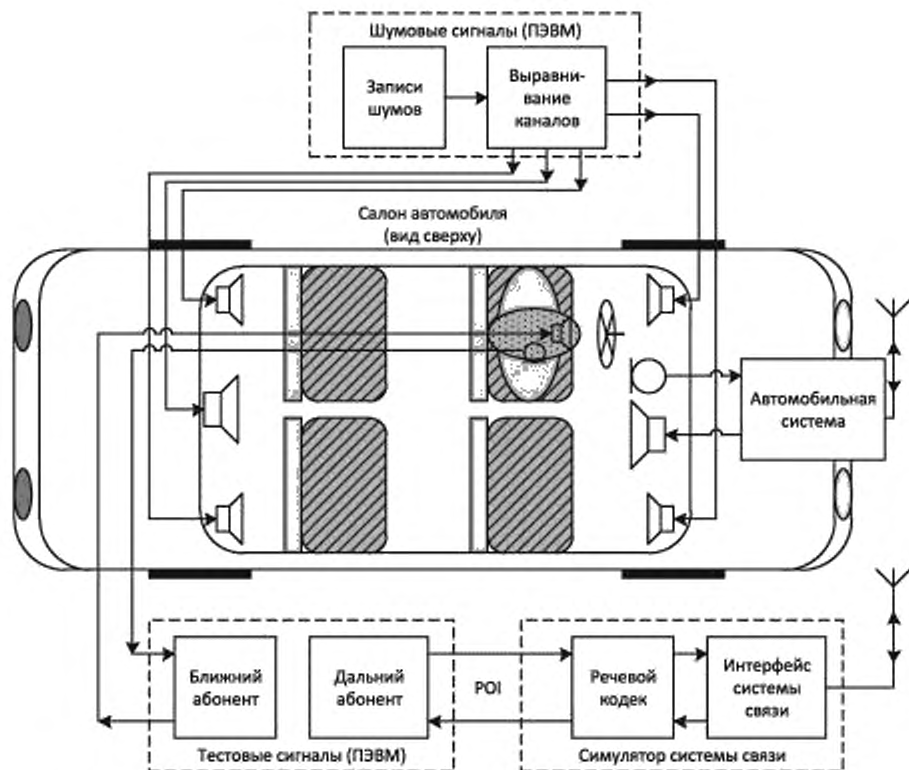 Шумовые сигналы (ПЭВМ)
Записи
шумов
Выравни-
вание
каналов
Салон автомобиля
(вид сверху)
Автомобильная
система
Ближний
абонент
Дальний
абонент
POI
Речевой
кодек
Интерфейс
системы
связи
Тестовые сигналы (ПЭВМ)
Симулятор системы связи